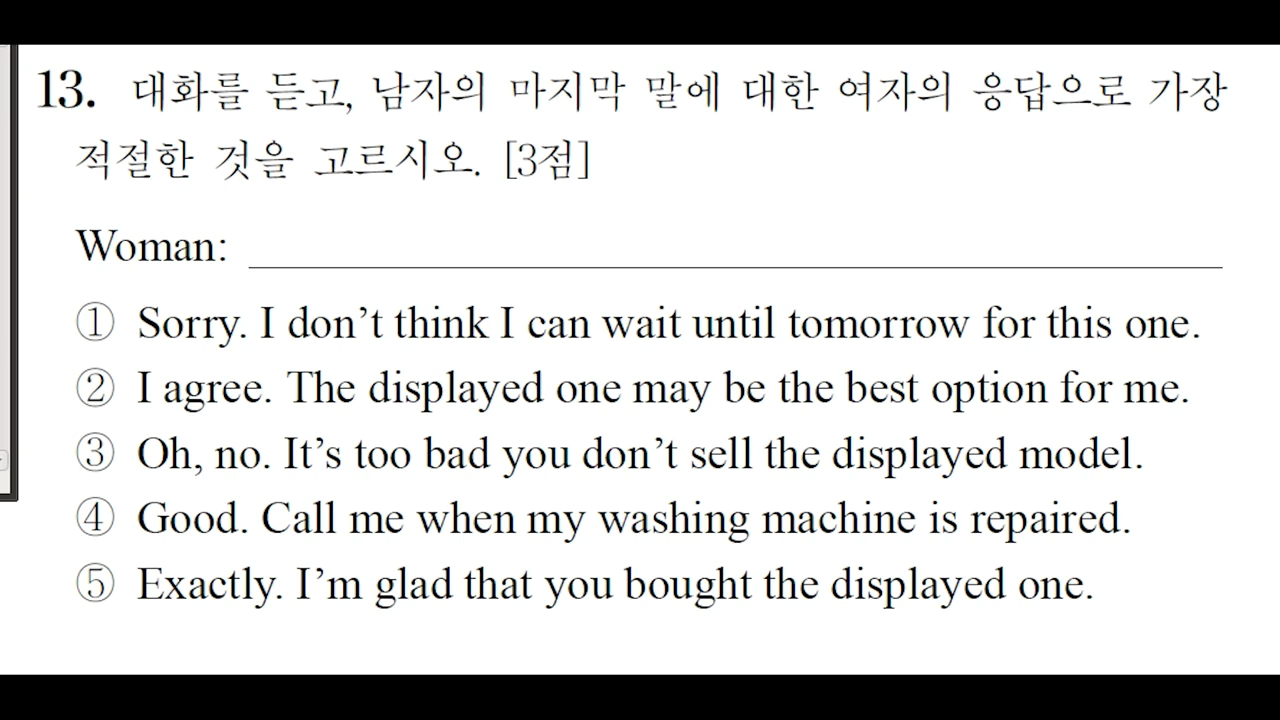 13. 대화를 듣고, 남자의 마지막 말에 대한 여자의 응답으로 가장
적절한 것을 고르시오. [3점]
Woman:
① Sorry. I don't think I can wait until tomorrow for this one.
② I agree. The displayed one may be the best option for me.
③ Oh, no. It's too bad you don't sell the displayed model.
④ Good. Call me when my washing machine is repaired.
⑤ Exactly. I'm glad that you bought the displayed one.